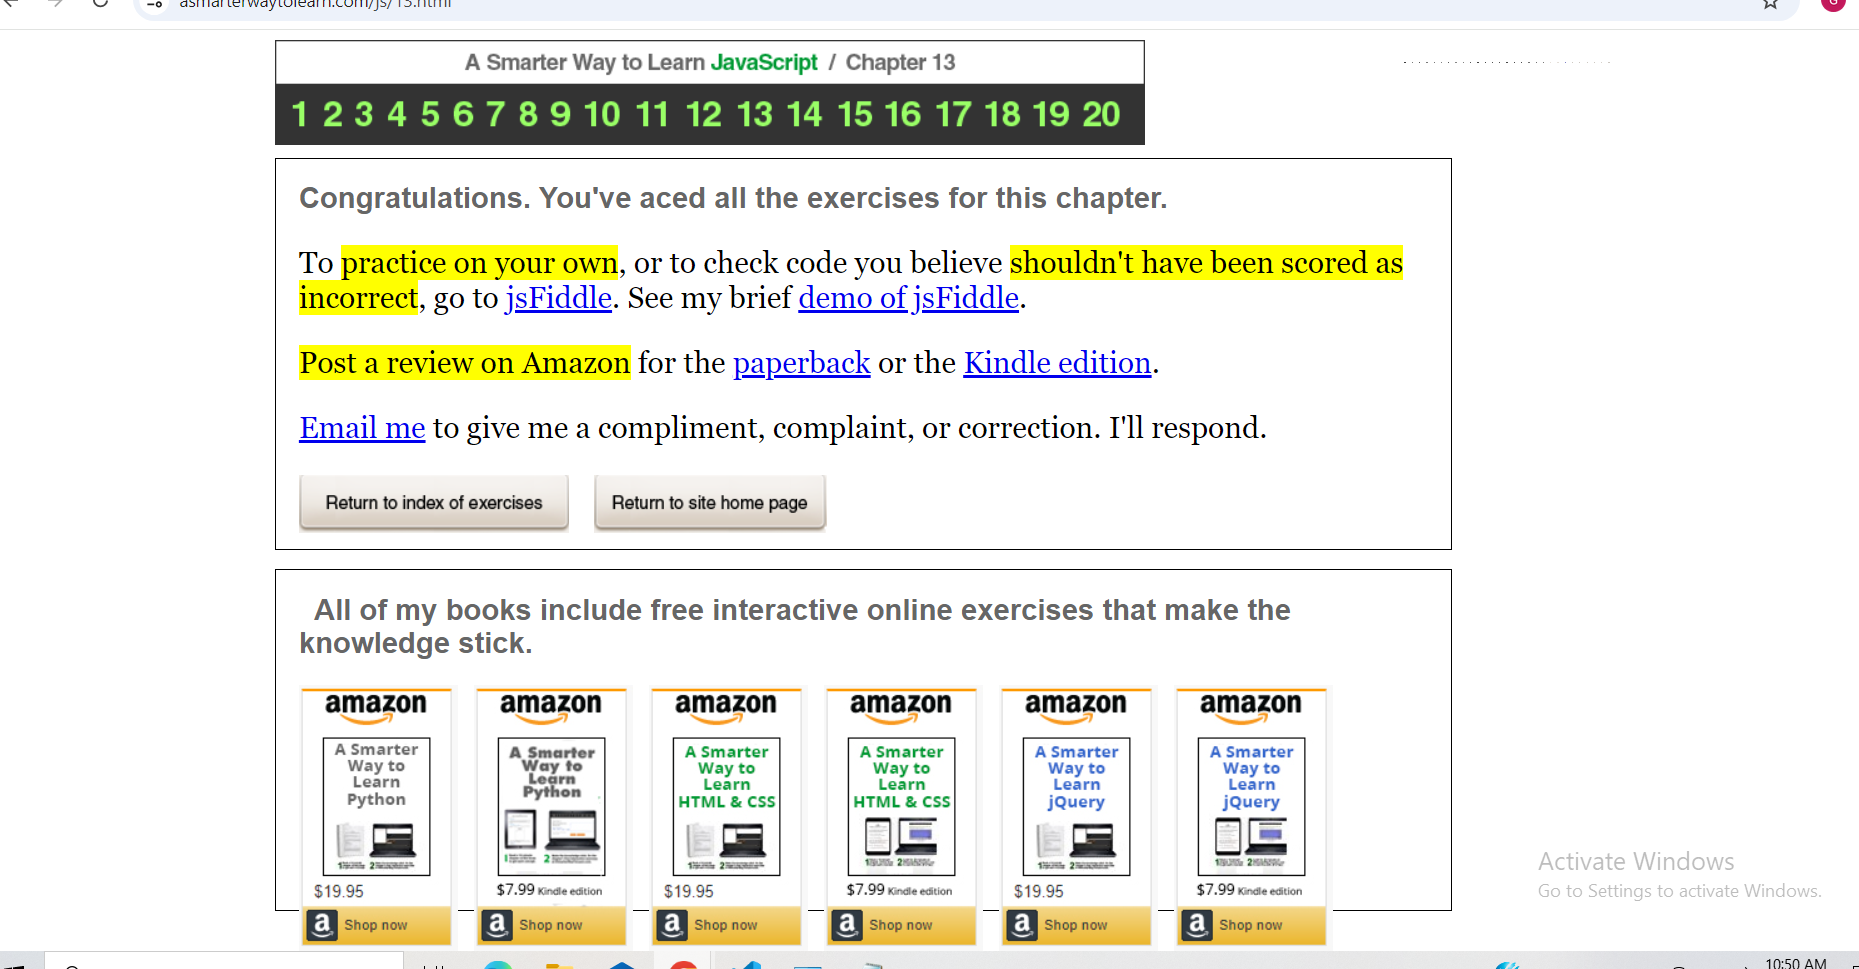 asmarterwaytolearn.com/js/13.html
A Smarter Way to Learn JavaScript / Chapter 13
1 2 3 4 5 6 7 8 9 10 11 12 13 14 15 16 17 18 19 20
Congratulations. You've aced all the exercises for this chapter.
To practice on your own, or to check code you believe shouldn't have been scored as
incorrect, go to jsFiddle. See my brief demo of jsFiddle.
Post a review on Amazon for the paperback or the Kindle edition.
Email me to give me a compliment, complaint, or correction. I'll respond.
Return to index of exercises Return to site home page
All of my books include free interactive online exercises that make the
knowledge stick.
amazon amazon amazon amazon amazon amazon
A Smarter
Way to
Learn
Python
A Smarter
Way to
Learn
Python
A Smarter
Way to
Learn
HTML & CSS
A Smarter
Way to
Learn
HTML & CSS
A Smarter
Way to
Learn
jQuery
A Smarter
Way to
Learn
jQuery
$19.95 $7.99 Kindle edition $19.95 $7.99 Kindle edition $19.95 $7.99 Kindle edition
a Shop now a Shop now a Shop now a Shop now a Shop now a Shop now
Activate Windows
Go to Settings to activate Windows.
10:50 AM